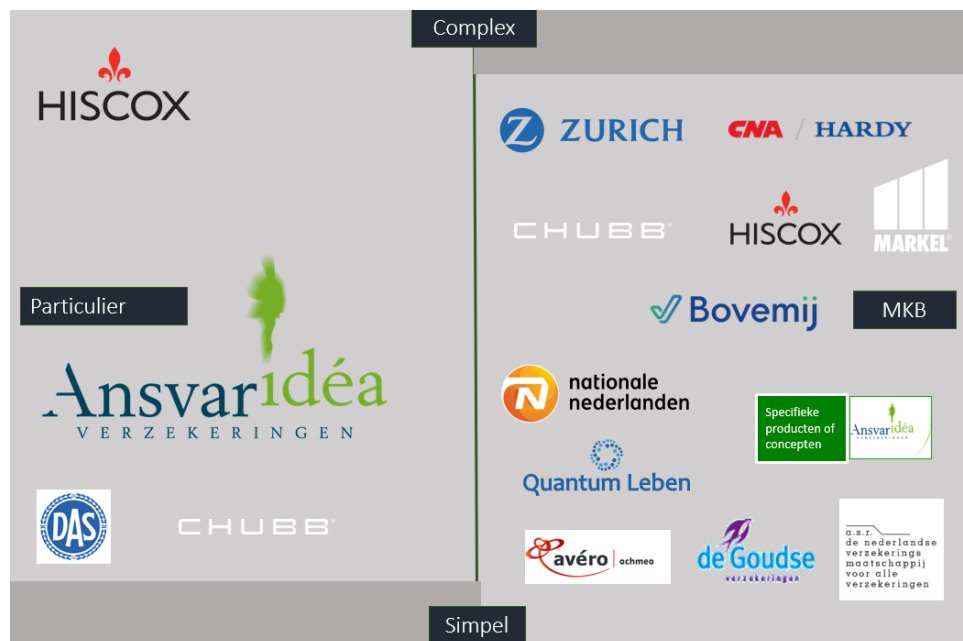 Complex
HISCOX
ZURICH
CNA / HARDY
CHUBB®
HISCOX
MARKEL®
Particulier
Bovemij
MKB
Ansvaridéa
VERZEKERINGEN
nationale
nederlanden
Specifieke
producten of
concepten
Ansvaridéa
VERZEKERINGEN
Quantum Leben
DAS
CHUBB®
avéro | achmea
de Goudse
verzekeringen
a.s.r.
de nederlandse
verzekerings
maatschappij
voor alle
verzekeringen
Simpel